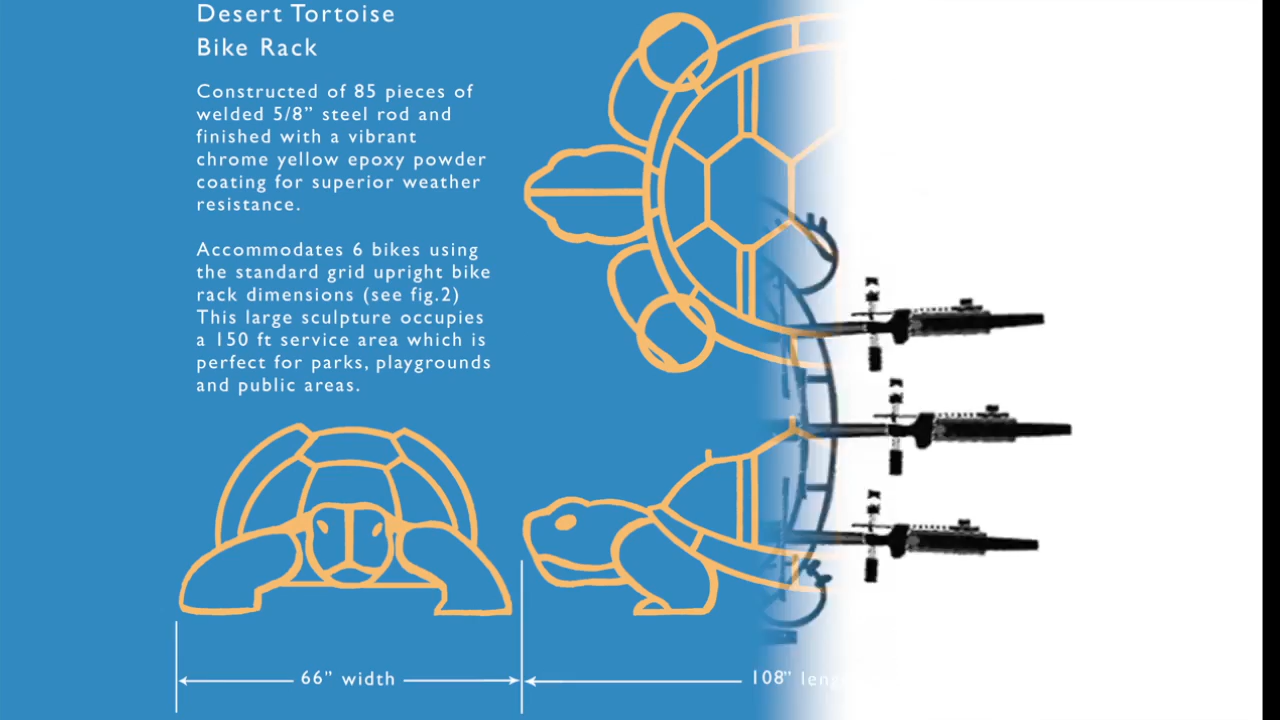 Desert Tortoise
Bike Rack
Constructed of 85 pieces of
welded 5/8” steel rod and
finished with a vibrant
chrome yellow epoxy powder
coating for superior weather
resistance.
Accommodates 6 bikes using
the standard grid upright bike
rack dimensions (see fig.2)
This large sculpture occupies
a 150 ft service area which is
perfect for parks, playgrounds
and public areas.
66” width
108” length